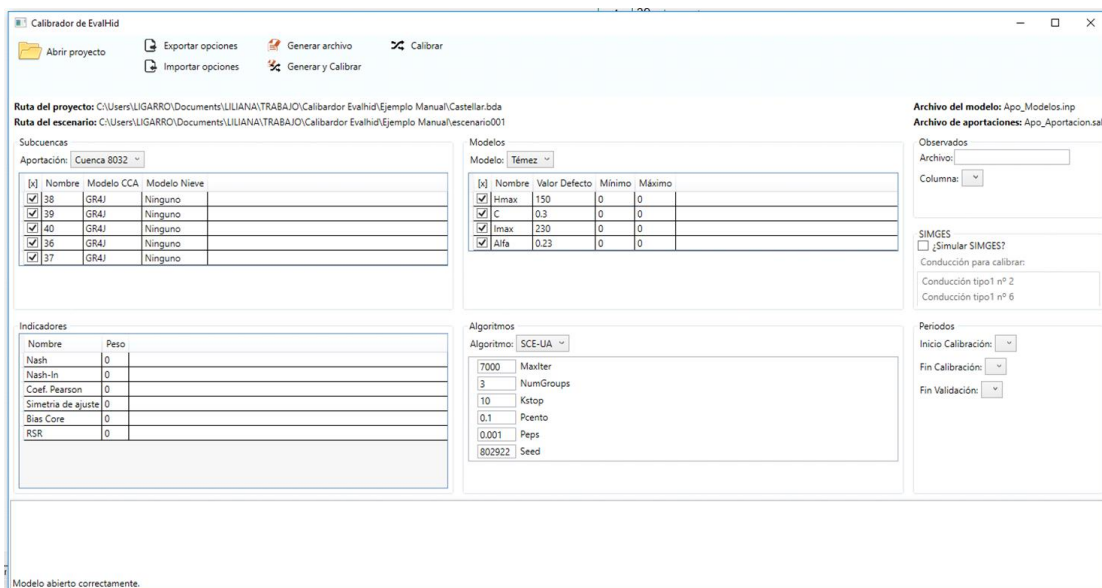 Calibrador de EvalHid
Abrir proyecto
Exportar opciones
Importar opciones
Generar archivo
Generar y Calibrar
Calibrar
Ruta del proyecto: C:\Users\LIGARRO\Documents\LILIANA\TRABAJO\Calibardor Evalhid\Ejemplo Manual\Castellar.bda
Archivo del modelo: Apo_Modelos.inp
Ruta del escenario: C:\Users\LIGARRO\Documents\LILIANA\TRABAJO\Calibardor Evalhid\Ejemplo Manual\escenario001
Archivo de aportaciones: Apo_Aportacion.sal
Subcuencas
Aportación: Cuenca 8032
[x] Nombre Modelo CCA Modelo Nieve
38 GR4J Ninguno
39 GR4J Ninguno
40 GR4J Ninguno
36 GR4J Ninguno
37 GR4J Ninguno
Modelos
Modelo: Témez
[x] Nombre Valor Defecto Mínimo Máximo
Hmax 150 0 0
C 0.3 0 0
Imax 230 0 0
Alfa 0.23 0 0
Observados
Archivo:
Columna:
SIMGES
¿Simular SIMGES?
Conducción para calibrar:
Conducción tipo1 nº 2
Conducción tipo1 nº 6
Indicadores
Nombre Peso
Nash 0
Nash-In 0
Coef. Pearson 0
Simetria de ajuste 0
Bias Core 0
RSR 0
Algoritmos
Algoritmo: SCE-UA
7000 MaxIter
3 NumGroups
10 Kstop
0.1 Pcento
0.001 Peps
802922 Seed
Periodos
Inicio Calibración:
Fin Calibración:
Fin Validación:
Modelo abierto correctamente.